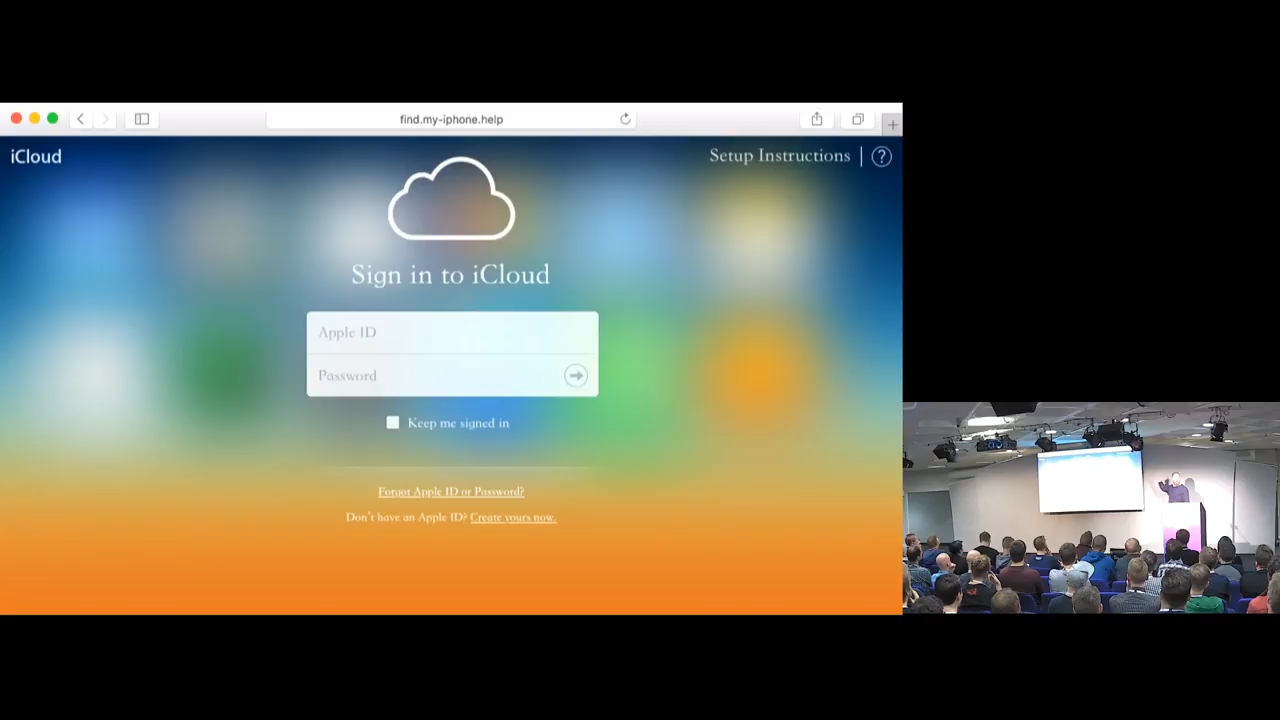 find.my-iphone.help
iCloud
Setup Instructions
Sign in to iCloud
Apple ID
Password
Keep me signed in
Forgot Apple ID or Password?
Don't have an Apple ID? Create yours now.